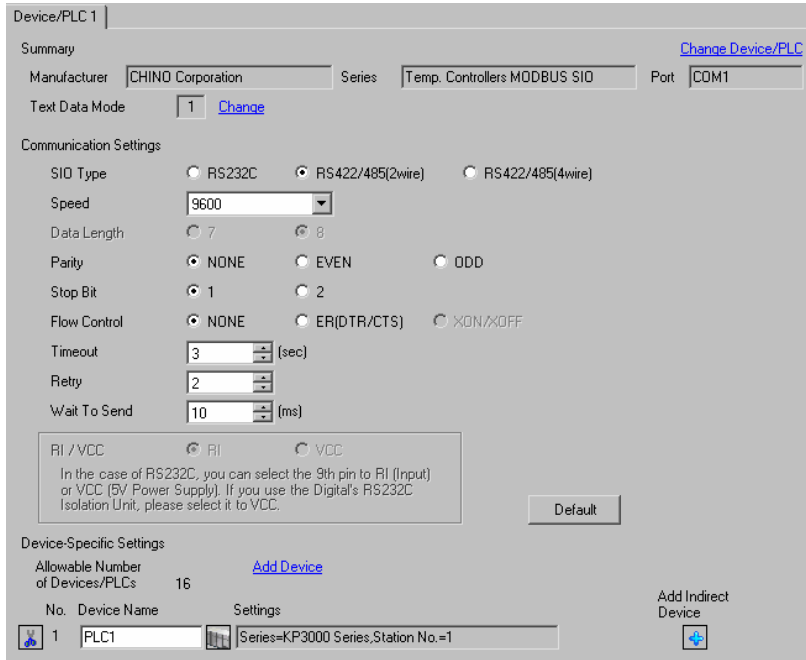 Device/PLC 1
Summary Change Device/PLC
Manufacturer CHINO Corporation Series Temp. Controllers MODBUS SIO Port COM1
Text Data Mode 1 Change
Communication Settings
SIO Type RS232C RS422/485(2wire) RS422/485(4wire)
Speed 9600
Data Length 7 8
Parity NONE EVEN ODD
Stop Bit 1 2
Flow Control NONE ER(DTR/CTS) XON/XOFF
Timeout 3 (sec)
Retry 2
Wait To Send 10 (ms)
RI / VCC RI VCC
In the case of RS232C, you can select the 9th pin to RI (Input)
or VCC (5V Power Supply). If you use the Digital's RS232C
Isolation Unit, please select it to VCC.
Default
Device-Specific Settings
Allowable Number Add Device
of Devices/PLCs 16
Add Indirect
No. Device Name Settings Device
1 PLC1 Series=KP3000 Series,Station No.=1